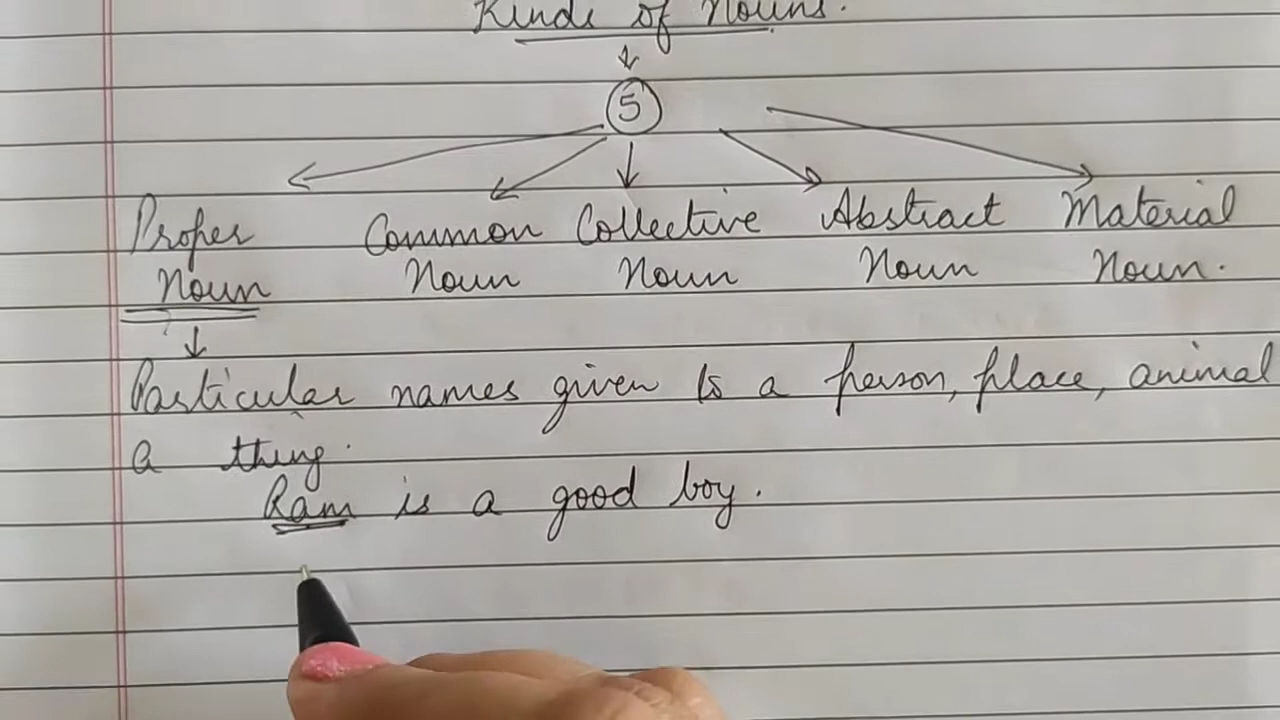 Kinds of Nouns.
5
Proper Common Collective Abstract Material
Noun Noun Noun Noun Noun.
Particular names given to a person, place, animal
a thing.
Ram is a good boy.